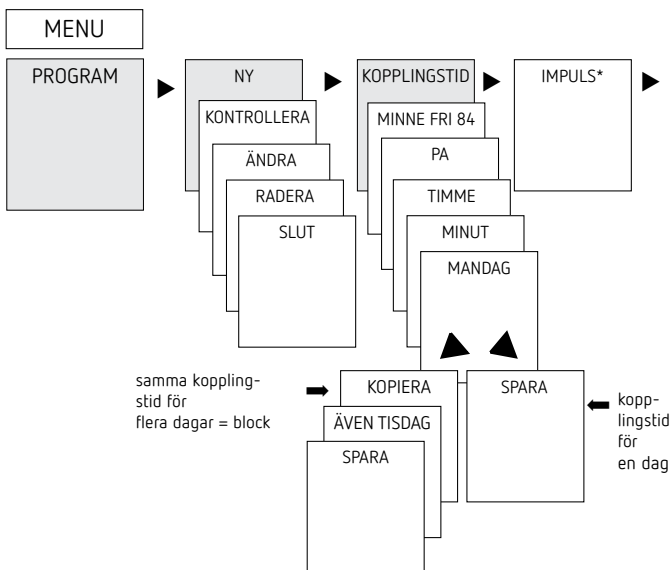 MENU
PROGRAM
NY
KONTROLLERA
ÄNDRA
RADERA
SLUT
KOPPLINGSTID
MINNE FRI 84
PA
TIMME
MINUT
MANDAG
IMPULS*
samma koppling-
stid för
flera dagar = block
KOPIERA
ÄVEN TISDAG
SPARA
SPARA
kopp-
lingstid
för
en dag